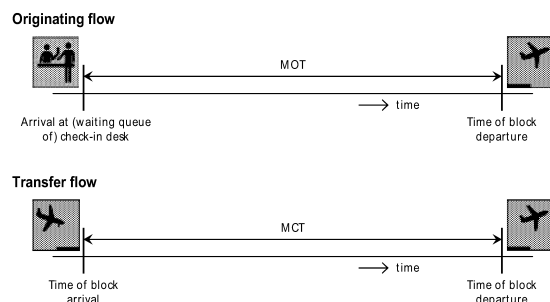 Originating flow
MOT
time
Arrival at (waiting queue
of) check-in desk
Time of block
departure
Transfer flow
MCT
time
Time of block
arrival
Time of block
departure